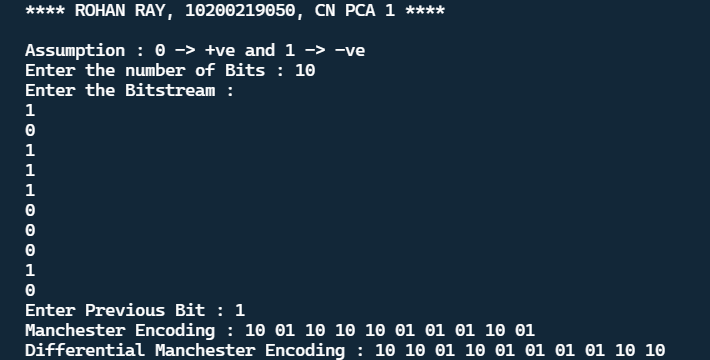 **** ROHAN RAY, 10200219050, CN PCA 1 ****
Assumption : 0 -> +ve and 1 -> -ve
Enter the number of Bits : 10
Enter the Bitstream :
1
0
1
1
1
0
0
0
1
0
Enter Previous Bit : 1
Manchester Encoding : 10 01 10 10 10 01 01 01 10 01
Differential Manchester Encoding : 10 10 01 10 01 01 01 01 10 10